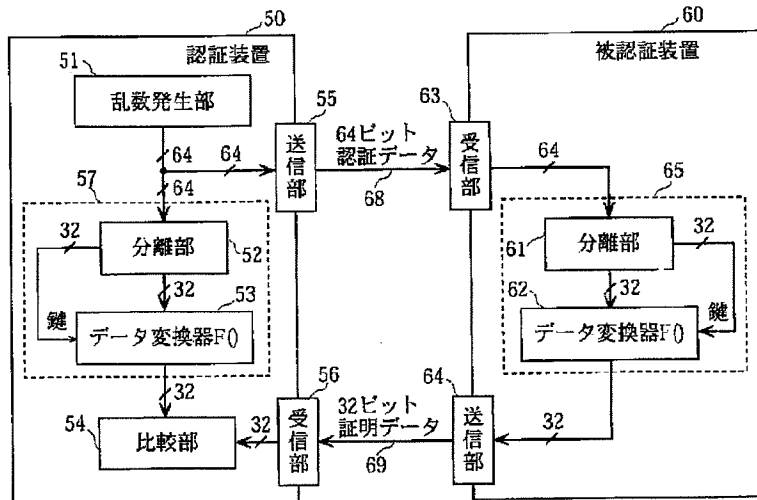 50
認証装置
51
乱数発生部
64
64
64
55
送信部
64ビット
認証データ
68
57
32
分離部
52
32
53
鍵
データ変換器F()
32
54
比較部
32
56
受信部
32ビット
証明データ
69
60
被認証装置
63
受信部
64
65
61
分離部
32
32
62
鍵
データ変換器F()
64
送信部
32